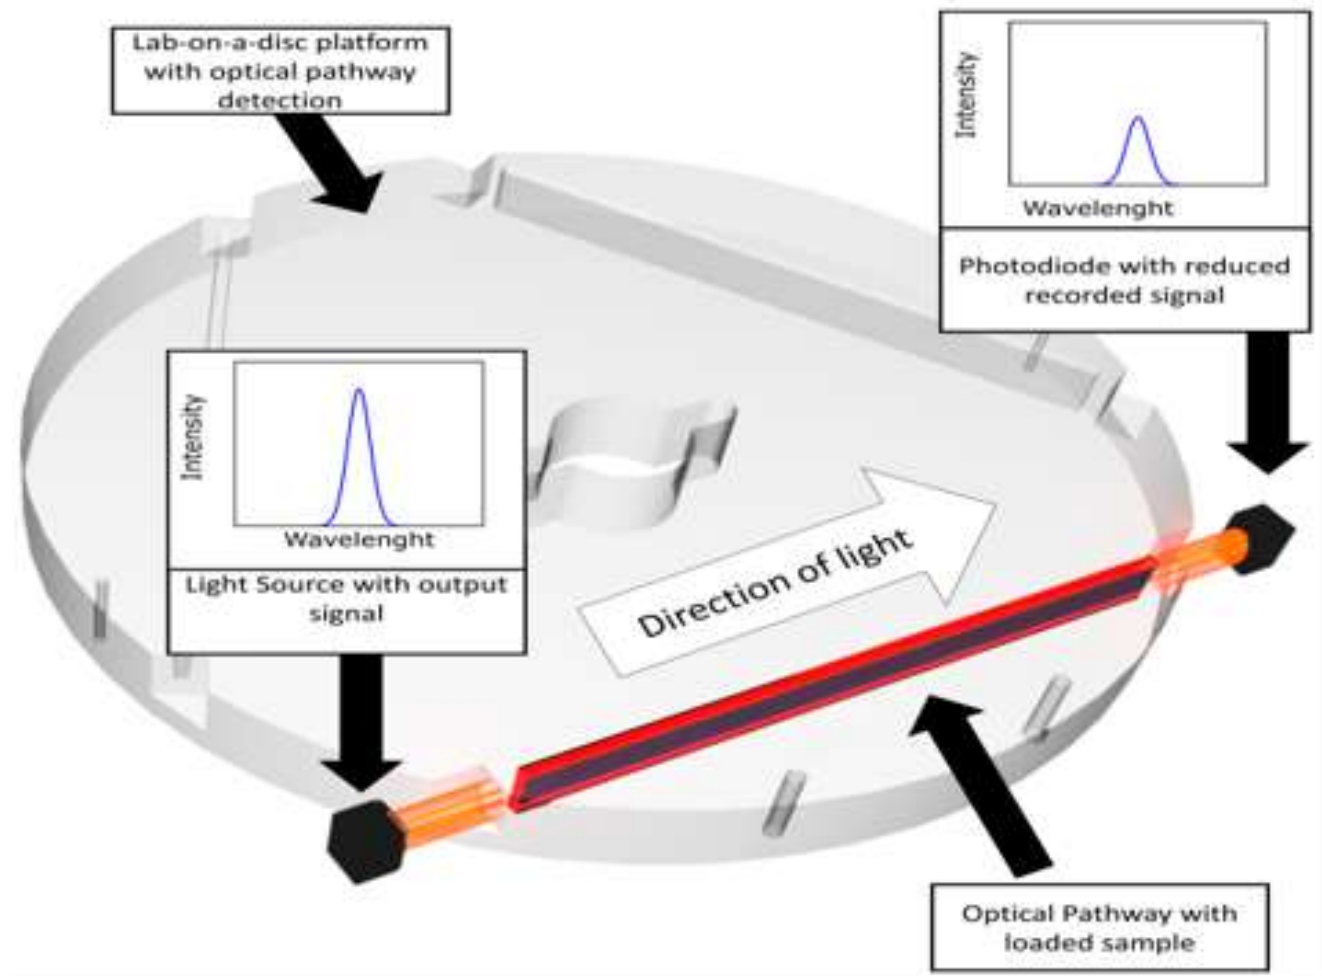 Lab-on-a-disc platform
with optical pathway
detection
Intensity
Wavelenght
Photodiode with reduced
recorded signal
Intensity
Wavelenght
Light Source with output
signal
Direction of light
Optical Pathway with
loaded sample